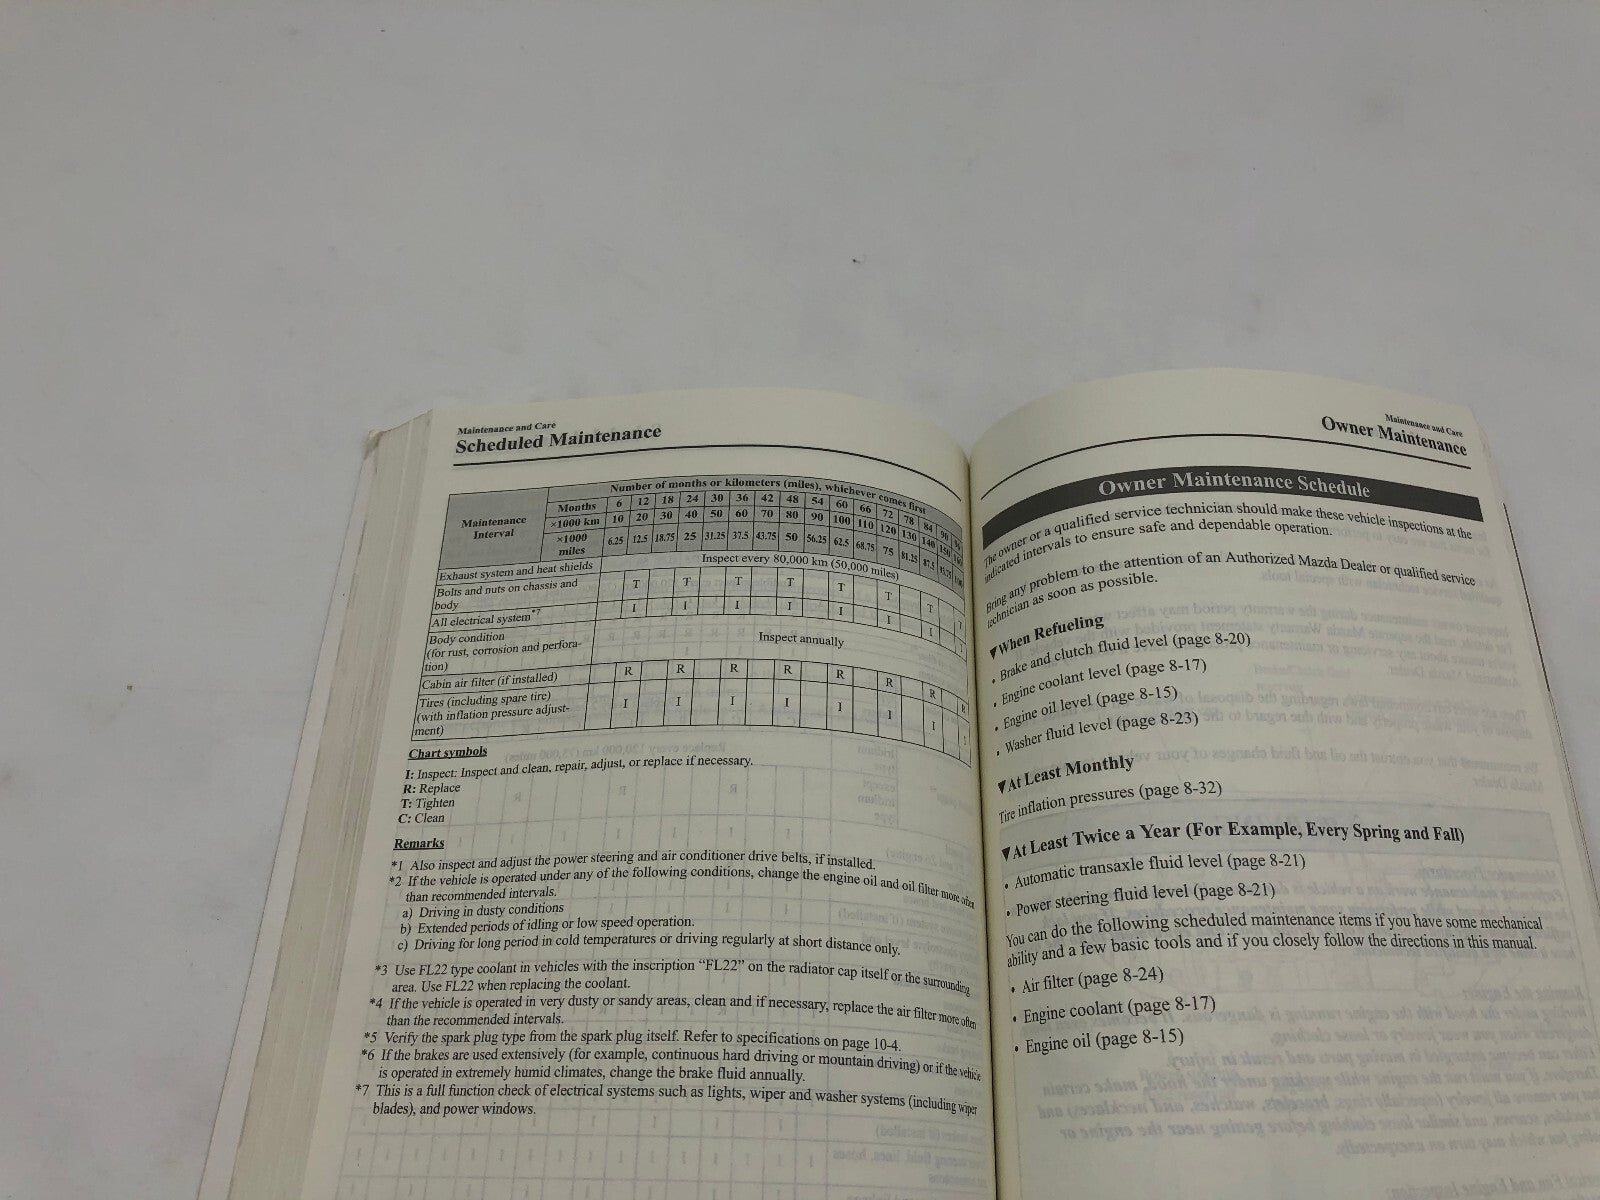 Maintenance and Care
Scheduled Maintenance
Maintenance Interval
Number of months or kilometers (miles), whichever comes first
Months 6 12 18 24 30 36 42 48 54 60 66 72 78 84 90 96
×1000 km 10 20 30 40 50 60 70 80 90 100 110 120 130 140 150 160
×1000 miles 6.25 12.5 18.75 25 31.25 37.5 43.75 50 56.25 62.5 68.75 75 81.25 87.5 93.75 100
Exhaust system and heat shields Inspect every 80,000 km (50,000 miles)
Bolts and nuts on chassis and
body T T T T T T T T
All electrical system*7 I I I I I I I I
Body condition
(for rust, corrosion and perfora-
tion) Inspect annually
Cabin air filter (if installed) R R R R R R R R
Tires (including spare tire)
(with inflation pressure adjust-
ment) I I I I I I I I
Chart symbols
I: Inspect: Inspect and clean, repair, adjust, or replace if necessary.
R: Replace
T: Tighten
C: Clean
Remarks
*1 Also inspect and adjust the power steering and air conditioner drive belts, if installed.
*2 If the vehicle is operated under any of the following conditions, change the engine oil and oil filter more often
than recommended intervals.
a) Driving in dusty conditions
b) Extended periods of idling or low speed operation.
c) Driving for long period in cold temperatures or driving regularly at short distance only.
*3 Use FL22 type coolant in vehicles with the inscription “FL22” on the radiator cap itself or the surrounding
area. Use FL22 when replacing the coolant.
*4 If the vehicle is operated in very dusty or sandy areas, clean and if necessary, replace the air filter more often
than the recommended intervals.
*5 Verify the spark plug type from the spark plug itself. Refer to specifications on page 10-4.
*6 If the brakes are used extensively (for example, continuous hard driving or mountain driving) or if the vehicle
is operated in extremely humid climates, change the brake fluid annually.
*7 This is a full function check of electrical systems such as lights, wiper and washer systems (including wiper
blades), and power windows.
Maintenance and Care
Owner Maintenance
Owner Maintenance Schedule
The owner or a qualified service technician should make these vehicle inspections at the
indicated intervals to ensure safe and dependable operation.
Bring any problem to the attention of an Authorized Mazda Dealer or qualified service
technician as soon as possible.
▼When Refueling
• Brake and clutch fluid level (page 8-20)
• Engine coolant level (page 8-17)
• Engine oil level (page 8-15)
• Washer fluid level (page 8-23)
▼At Least Monthly
Tire inflation pressures (page 8-32)
▼At Least Twice a Year (For Example, Every Spring and Fall)
• Automatic transaxle fluid level (page 8-21)
• Power steering fluid level (page 8-21)
You can do the following scheduled maintenance items if you have some mechanical
ability and a few basic tools and if you closely follow the directions in this manual.
• Air filter (page 8-24)
• Engine coolant (page 8-17)
• Engine oil (page 8-15)